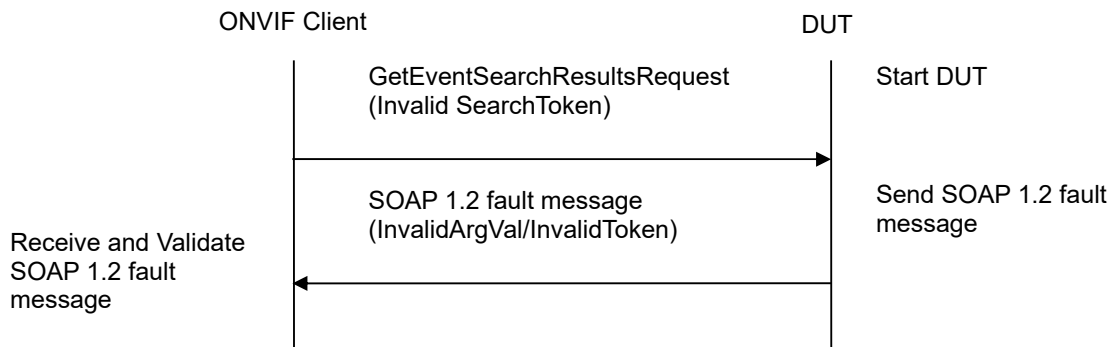 ONVIF Client
DUT
GetEventSearchResultsRequest
(Invalid SearchToken)
Start DUT
SOAP 1.2 fault message
(InvalidArgVal/InvalidToken)
Send SOAP 1.2 fault
message
Receive and Validate
SOAP 1.2 fault
message